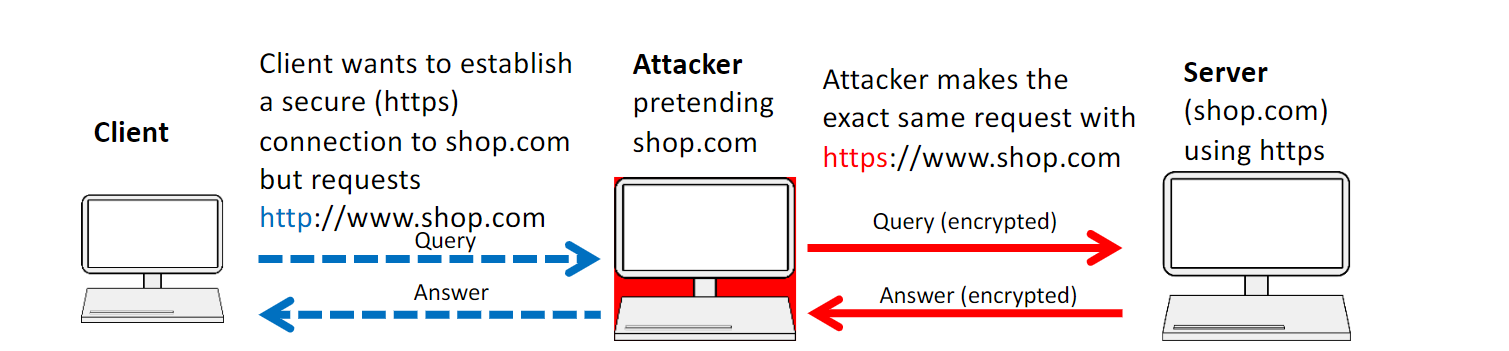 Client
Client wants to establish
a secure (https)
connection to shop.com
but requests
http://www.shop.com
Query
Answer
Attacker
pretending
shop.com
Attacker makes the
exact same request with
https://www.shop.com
Query (encrypted)
Answer (encrypted)
Server
(shop.com)
using https